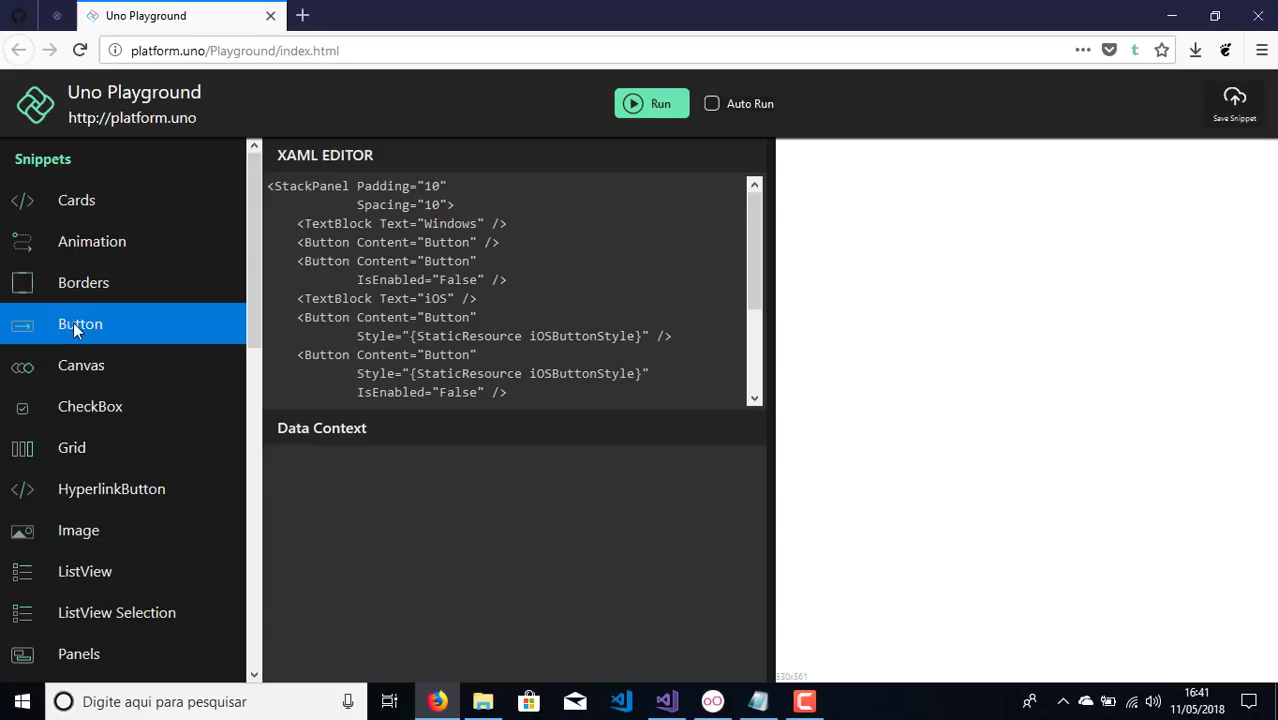 Uno Playground
platform.uno/Playground/index.html
Uno Playground
http://platform.uno
Run
Auto Run
Save Snippet
Snippets
Cards
Animation
Borders
Button
Canvas
CheckBox
Grid
HyperlinkButton
Image
ListView
ListView Selection
Panels
XAML EDITOR
<StackPanel Padding="10"
            Spacing="10">
    <TextBlock Text="Windows" />
    <Button Content="Button" />
    <Button Content="Button"
            IsEnabled="False" />
    <TextBlock Text="iOS" />
    <Button Content="Button"
            Style="{StaticResource iOSButtonStyle}" />
    <Button Content="Button"
            Style="{StaticResource iOSButtonStyle}"
            IsEnabled="False" />
Data Context
530x561
Digite aqui para pesquisar
16:41
11/05/2018